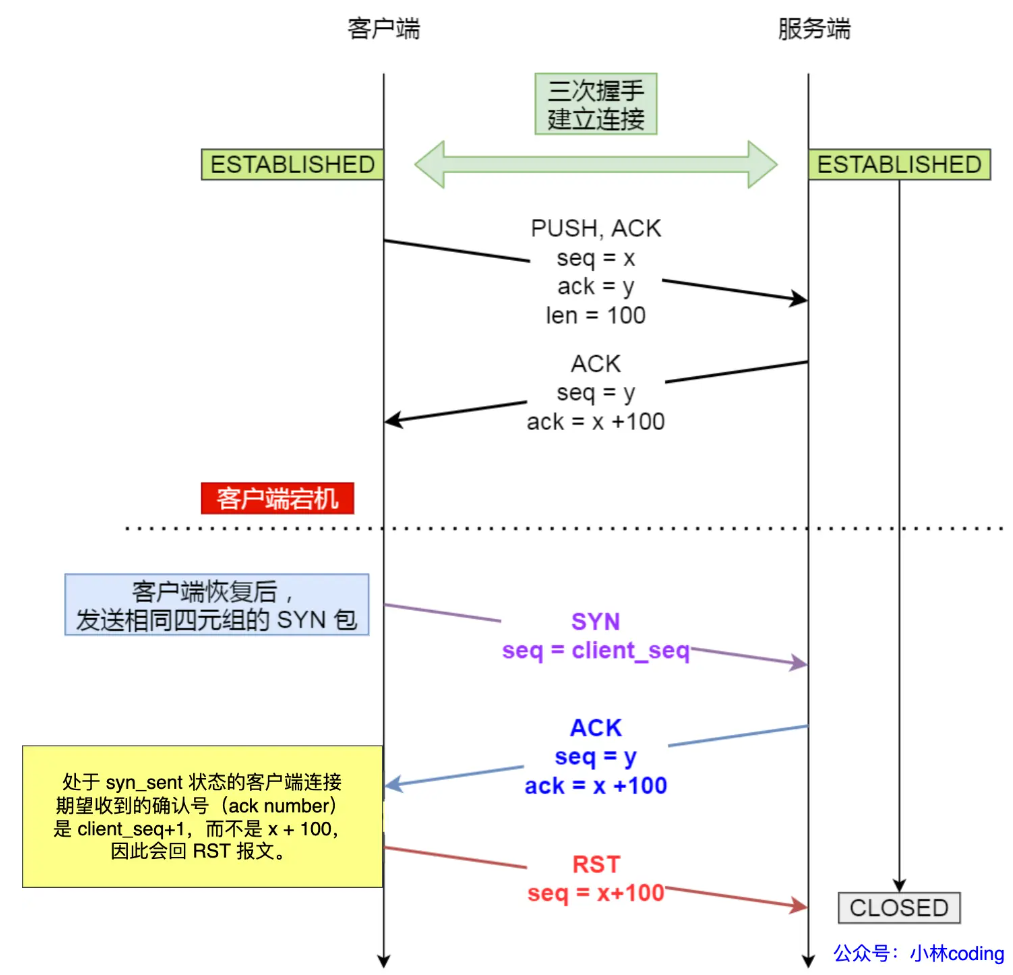 客户端
服务端
三次握手
建立连接
ESTABLISHED
ESTABLISHED
PUSH, ACK
seq = x
ack = y
len = 100
ACK
seq = y
ack = x +100
客户端宕机
客户端恢复后，
发送相同四元组的 SYN 包
SYN
seq = client_seq
ACK
seq = y
ack = x +100
处于 syn_sent 状态的客户端连接
期望收到的确认号（ack number）
是 client_seq+1，而不是 x + 100，
因此会回 RST 报文。
RST
seq = x+100
CLOSED
公众号：小林coding